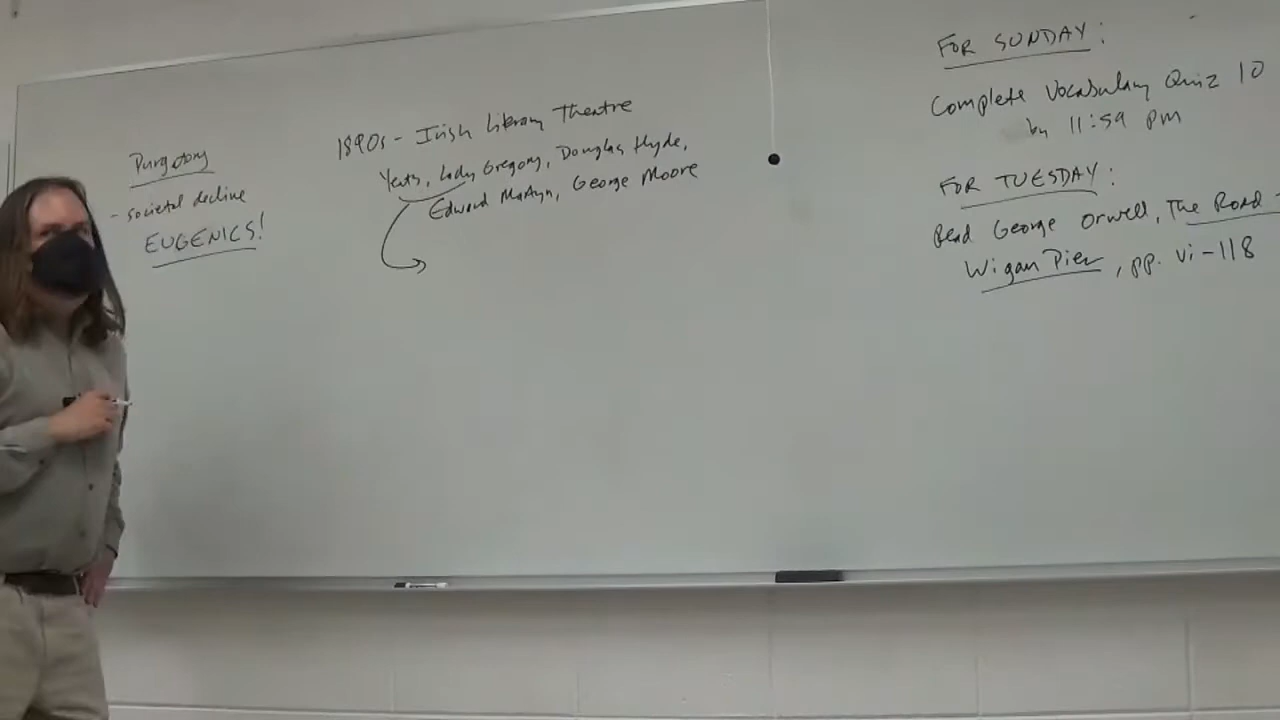 Purgatory
- societal decline
EUGENICS!
1890s - Irish Literary Theatre
Yeats, Lady Gregory, Douglas Hyde,
Edward Martyn, George Moore
FOR SUNDAY:
Complete Vocabulary Quiz 10
by 11:59 PM
FOR TUESDAY:
Read George Orwell, The Road -
Wigan Pier, pp. vi-118